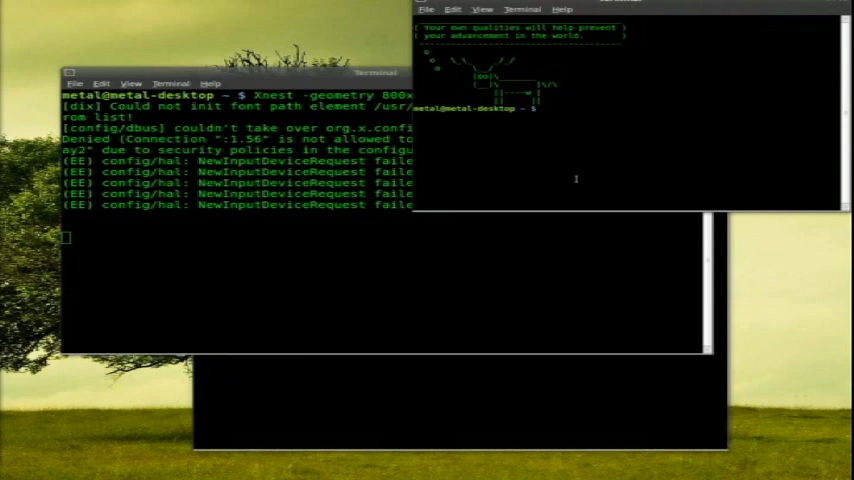 File Edit View Terminal Help
( Your own qualities will help prevent )
( your advancement in the world. )
metal@metal-desktop ~ $
Terminal
File Edit View Terminal Help
metal@metal-desktop ~ $ Xnest -geometry 800x
[dix] Could not init font path element /usr/
rom list!
[config/dbus] couldn't take over org.x.confi
Denied (Connection ":1.56" is not allowed to
ay2" due to security policies in the configu
(EE) config/hal: NewInputDeviceRequest faile
(EE) config/hal: NewInputDeviceRequest faile
(EE) config/hal: NewInputDeviceRequest faile
(EE) config/hal: NewInputDeviceRequest faile
(EE) config/hal: NewInputDeviceRequest faile